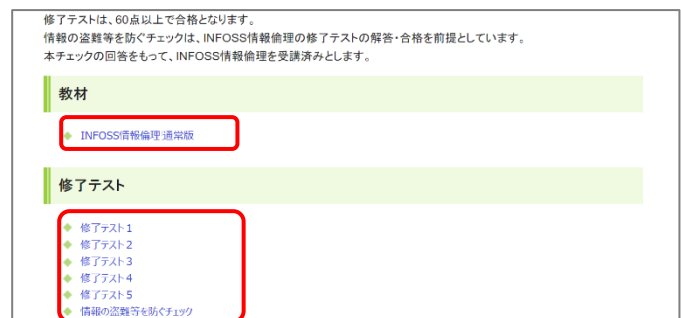 修了テストは、60点以上で合格となります。
情報の盗難等を防ぐチェックは、INFOSS情報倫理の修了テストの解答・合格を前提としています。
本チェックの回答をもって、INFOSS情報倫理を受講済みとします。
教材
INFOSS情報倫理:通常版
修了テスト
修了テスト1
修了テスト2
修了テスト3
修了テスト4
修了テスト5
情報の盗難等を防ぐチェック